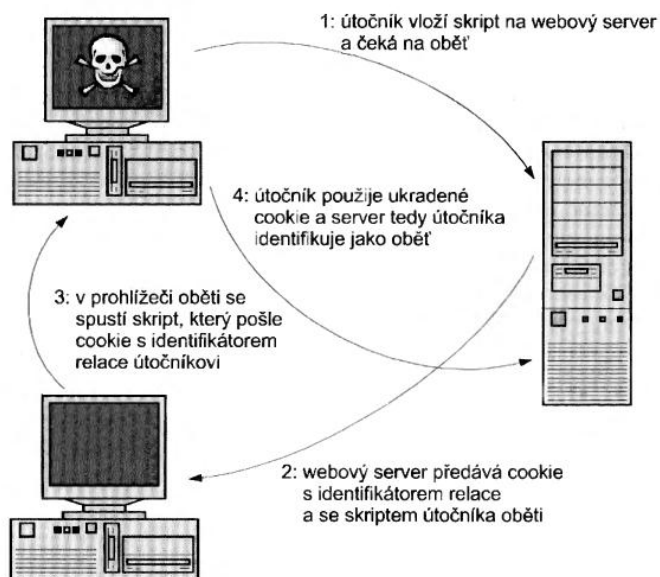 1: útočník vloží skript na webový server
a čeká na oběť
4: útočník použije ukradené
cookie a server tedy útočníka
identifikuje jako oběť
3: v prohlížeči oběti se
spustí skript, který pošle
cookie s identifikátorem
relace útočníkovi
2: webový server předává cookie
s identifikátorem relace
a se skriptem útočníka oběti